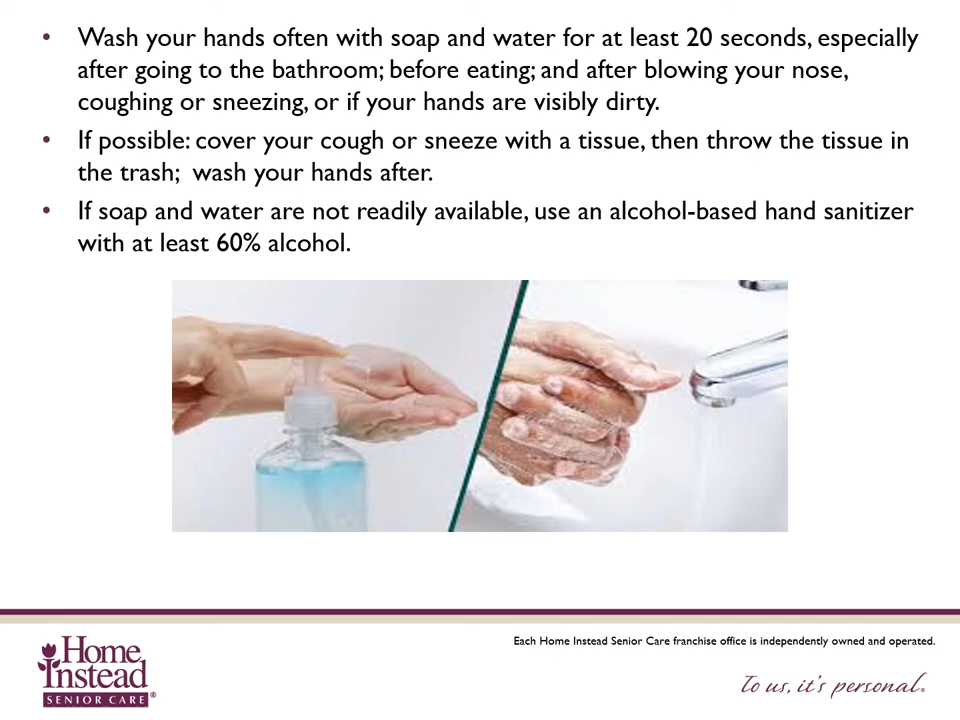 • Wash your hands often with soap and water for at least 20 seconds, especially
after going to the bathroom; before eating; and after blowing your nose,
coughing or sneezing, or if your hands are visibly dirty.
• If possible: cover your cough or sneeze with a tissue, then throw the tissue in
the trash;  wash your hands after.
• If soap and water are not readily available, use an alcohol-based hand sanitizer
with at least 60% alcohol.
Each Home Instead Senior Care franchise office is independently owned and operated.
Home
Instead
SENIOR CARE®
To us, it's personal.®